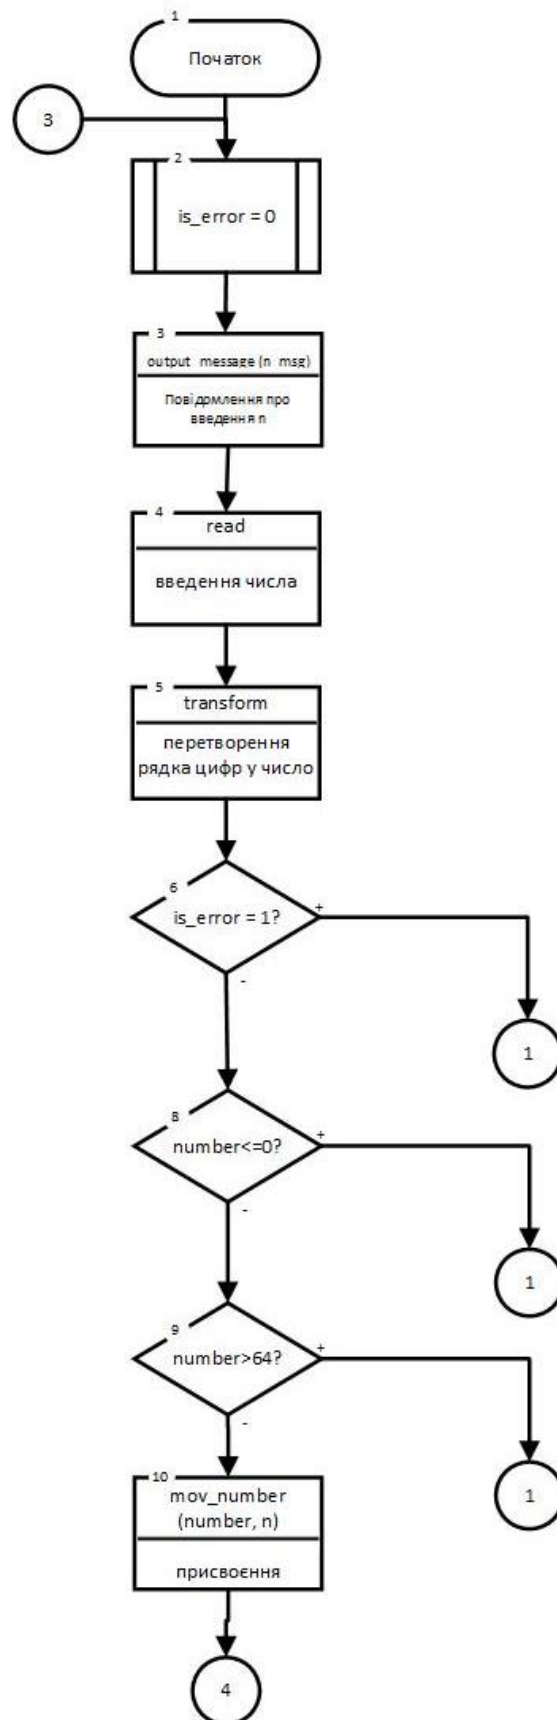 1
Початок
3
2
is_error = 0
3
output_message (n_msg)
Повідомлення про
введення n
4
read
введення числа
5
transform
перетворення
рядка цифр у число
6
is_error = 1?
+
-
1
8
number<=0?
+
-
1
9
number>64?
+
-
1
10
mov_number
(number, n)
присвоєння
4